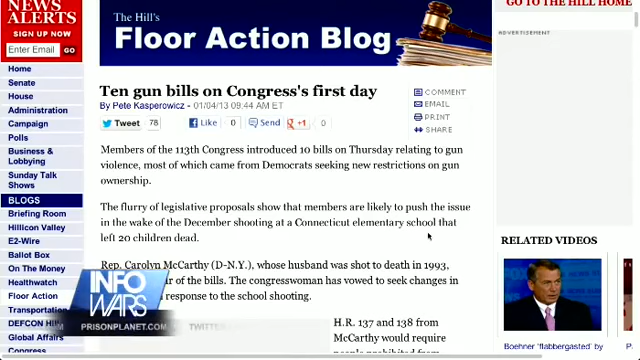 NEWS
ALERTS
SIGN UP NOW
Enter Email GO
Home
Senate
House
Administration
Campaign
Polls
Business &
Lobbying
Sunday Talk
Shows
BLOGS
Briefing Room
Hillicon Valley
E2-Wire
Ballot Box
On The Money
Healthwatch
Floor Action
Transportation
DEFCON Hill
Global Affairs
Congress
The Hill's
Floor Action Blog
Ten gun bills on Congress's first day
By Pete Kasperowicz - 01/04/13 09:44 AM ET
Tweet 78 Like 0 Send +1 0
COMMENT
EMAIL
PRINT
SHARE
Members of the 113th Congress introduced 10 bills on Thursday relating to gun
violence, most of which came from Democrats seeking new restrictions on gun
ownership.
The flurry of legislative proposals show that members are likely to push the issue
in the wake of the December shooting at a Connecticut elementary school that
left 20 children dead.
Rep. Carolyn McCarthy (D-N.Y.), whose husband was shot to death in 1993,
ar of the bills. The congresswoman has vowed to seek changes in
response to the school shooting.
H.R. 137 and 138 from
McCarthy would require
people prohibited from
GO TO THE HILL HOME
ADVERTISEMENT
RELATED VIDEOS
Boehner 'flabbergasted' by
INFO
WARS
PRISONPLANET.COM
TWITTER